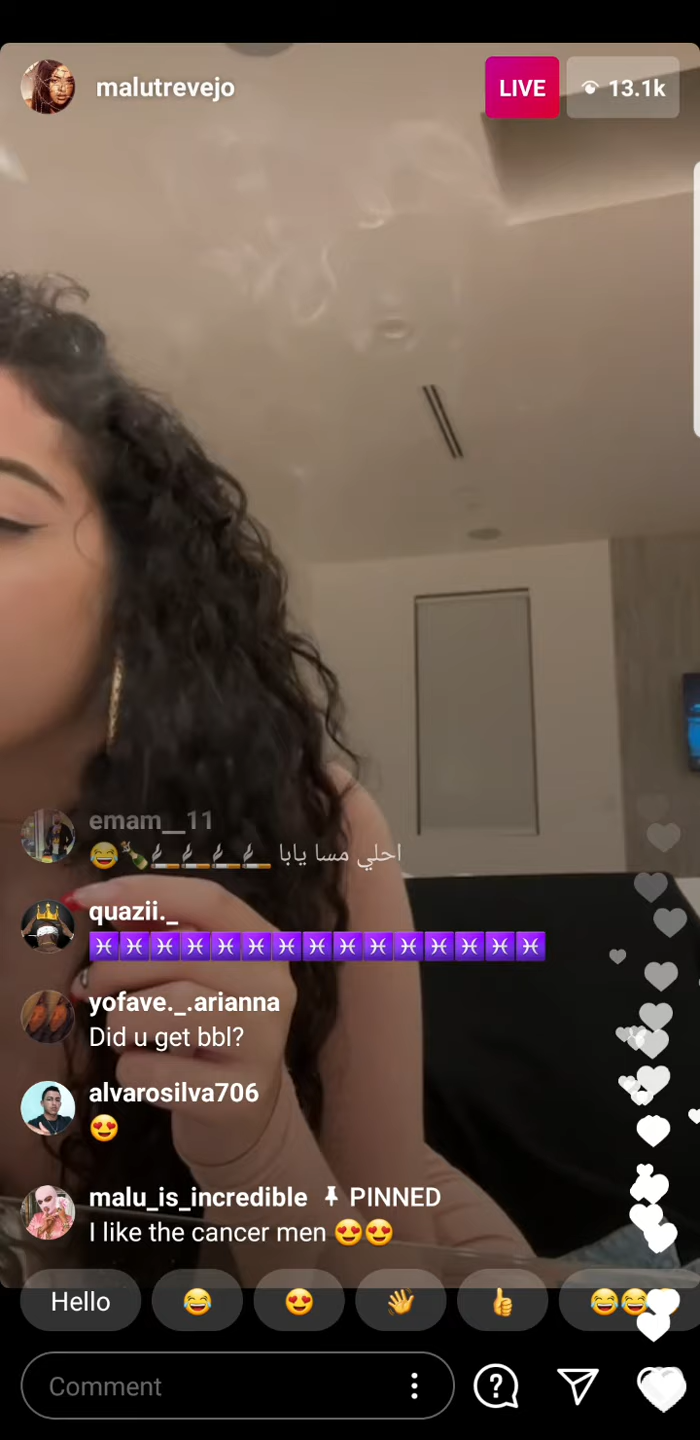 malutrevejo
LIVE
13.1k
emam__11
😂🍾🚬🚬🚬🚬 احلي مسا يابا
quazii._
♓♓♓♓♓♓♓♓♓♓♓♓♓♓♓
yofave._.arianna
Did u get bbl?
alvarosilva706
😍
malu_is_incredible 📌 PINNED
I like the cancer men 😍😍
Hello 😂 😍 👋 👍 😂😂
Comment